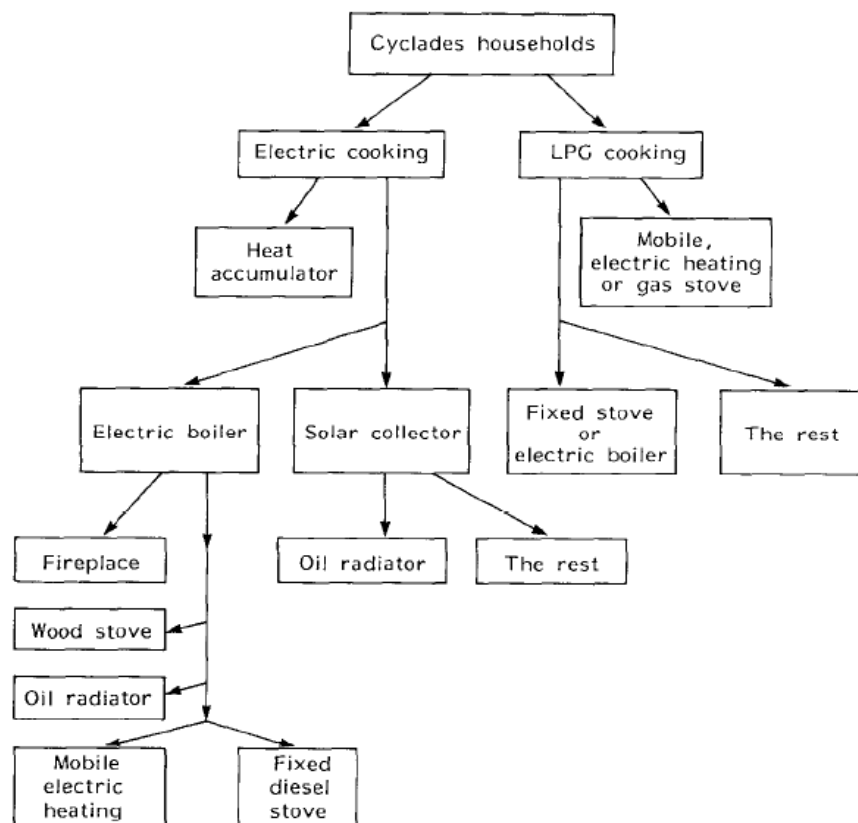 Cyclades households
Electric cooking
LPG cooking
Heat
accumulator
Mobile,
electric heating
or gas stove
Electric boiler
Solar collector
Fixed stove
or
electric boiler
The rest
Fireplace
Oil radiator
The rest
Wood stove
Oil radiator
Mobile
electric
heating
Fixed
diesel
stove